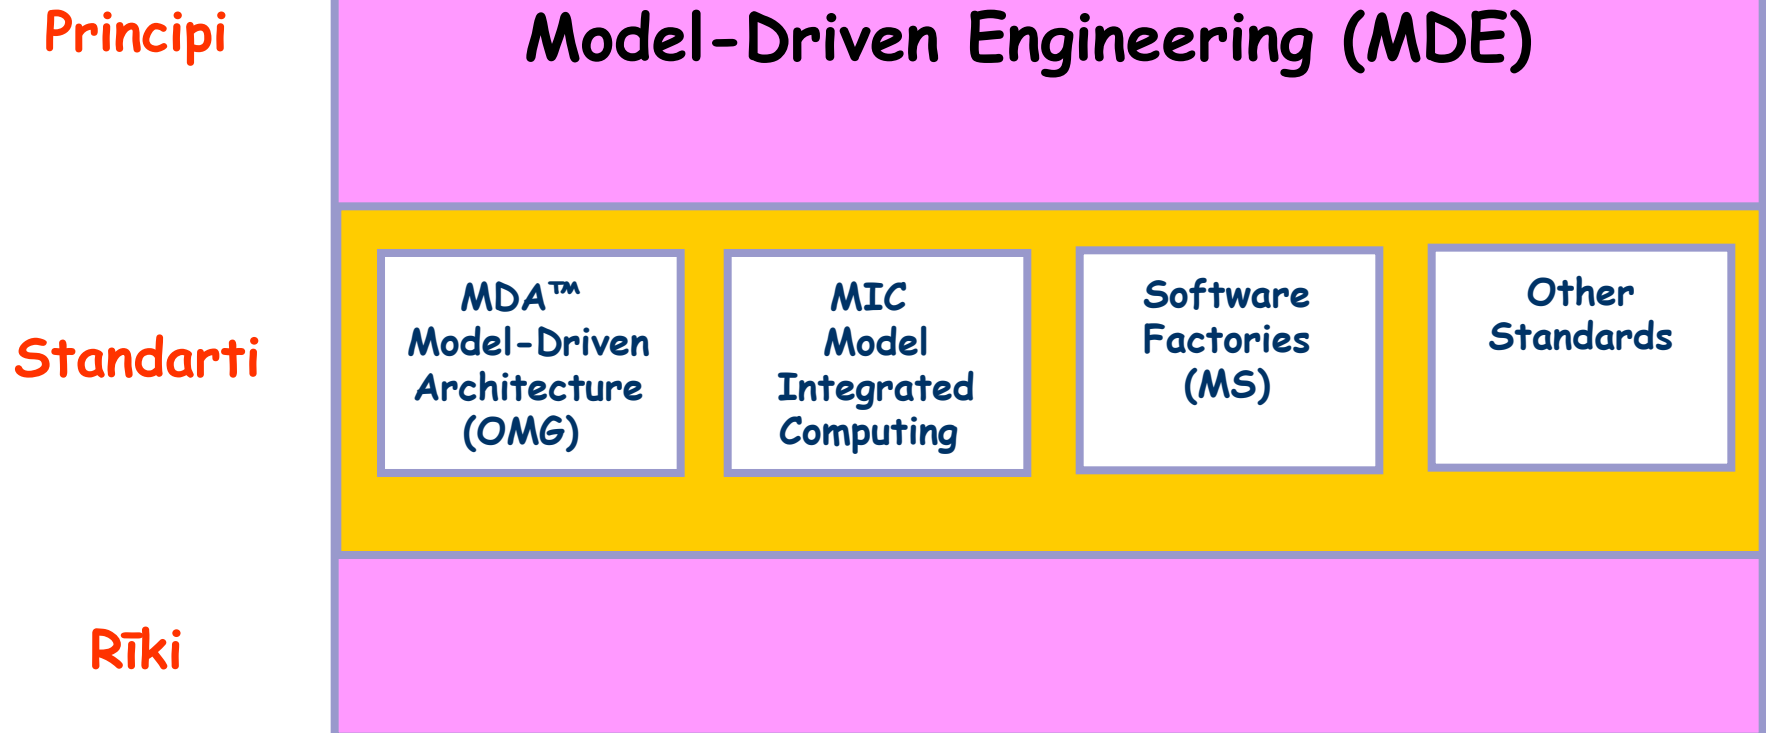 Principi
Model-Driven Engineering (MDE)
Standarti
MDA™
Model-Driven
Architecture
(OMG)
MIC
Model
Integrated
Computing
Software
Factories
(MS)
Other
Standards
Rīki